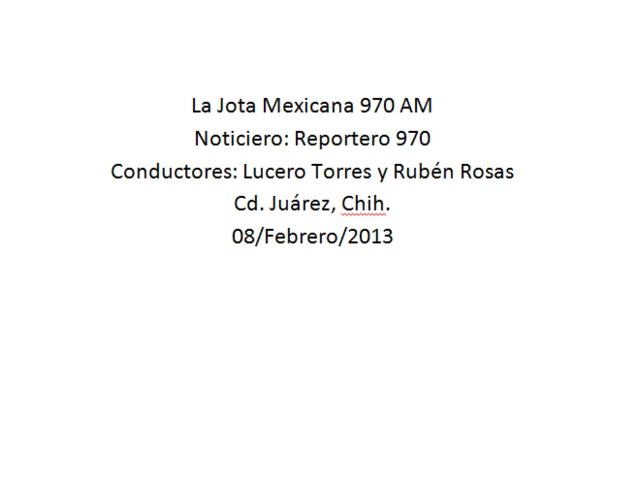 La Jota Mexicana 970 AM
Noticiero: Reportero 970
Conductores: Lucero Torres y Rubén Rosas
Cd. Juárez, Chih.
08/Febrero/2013